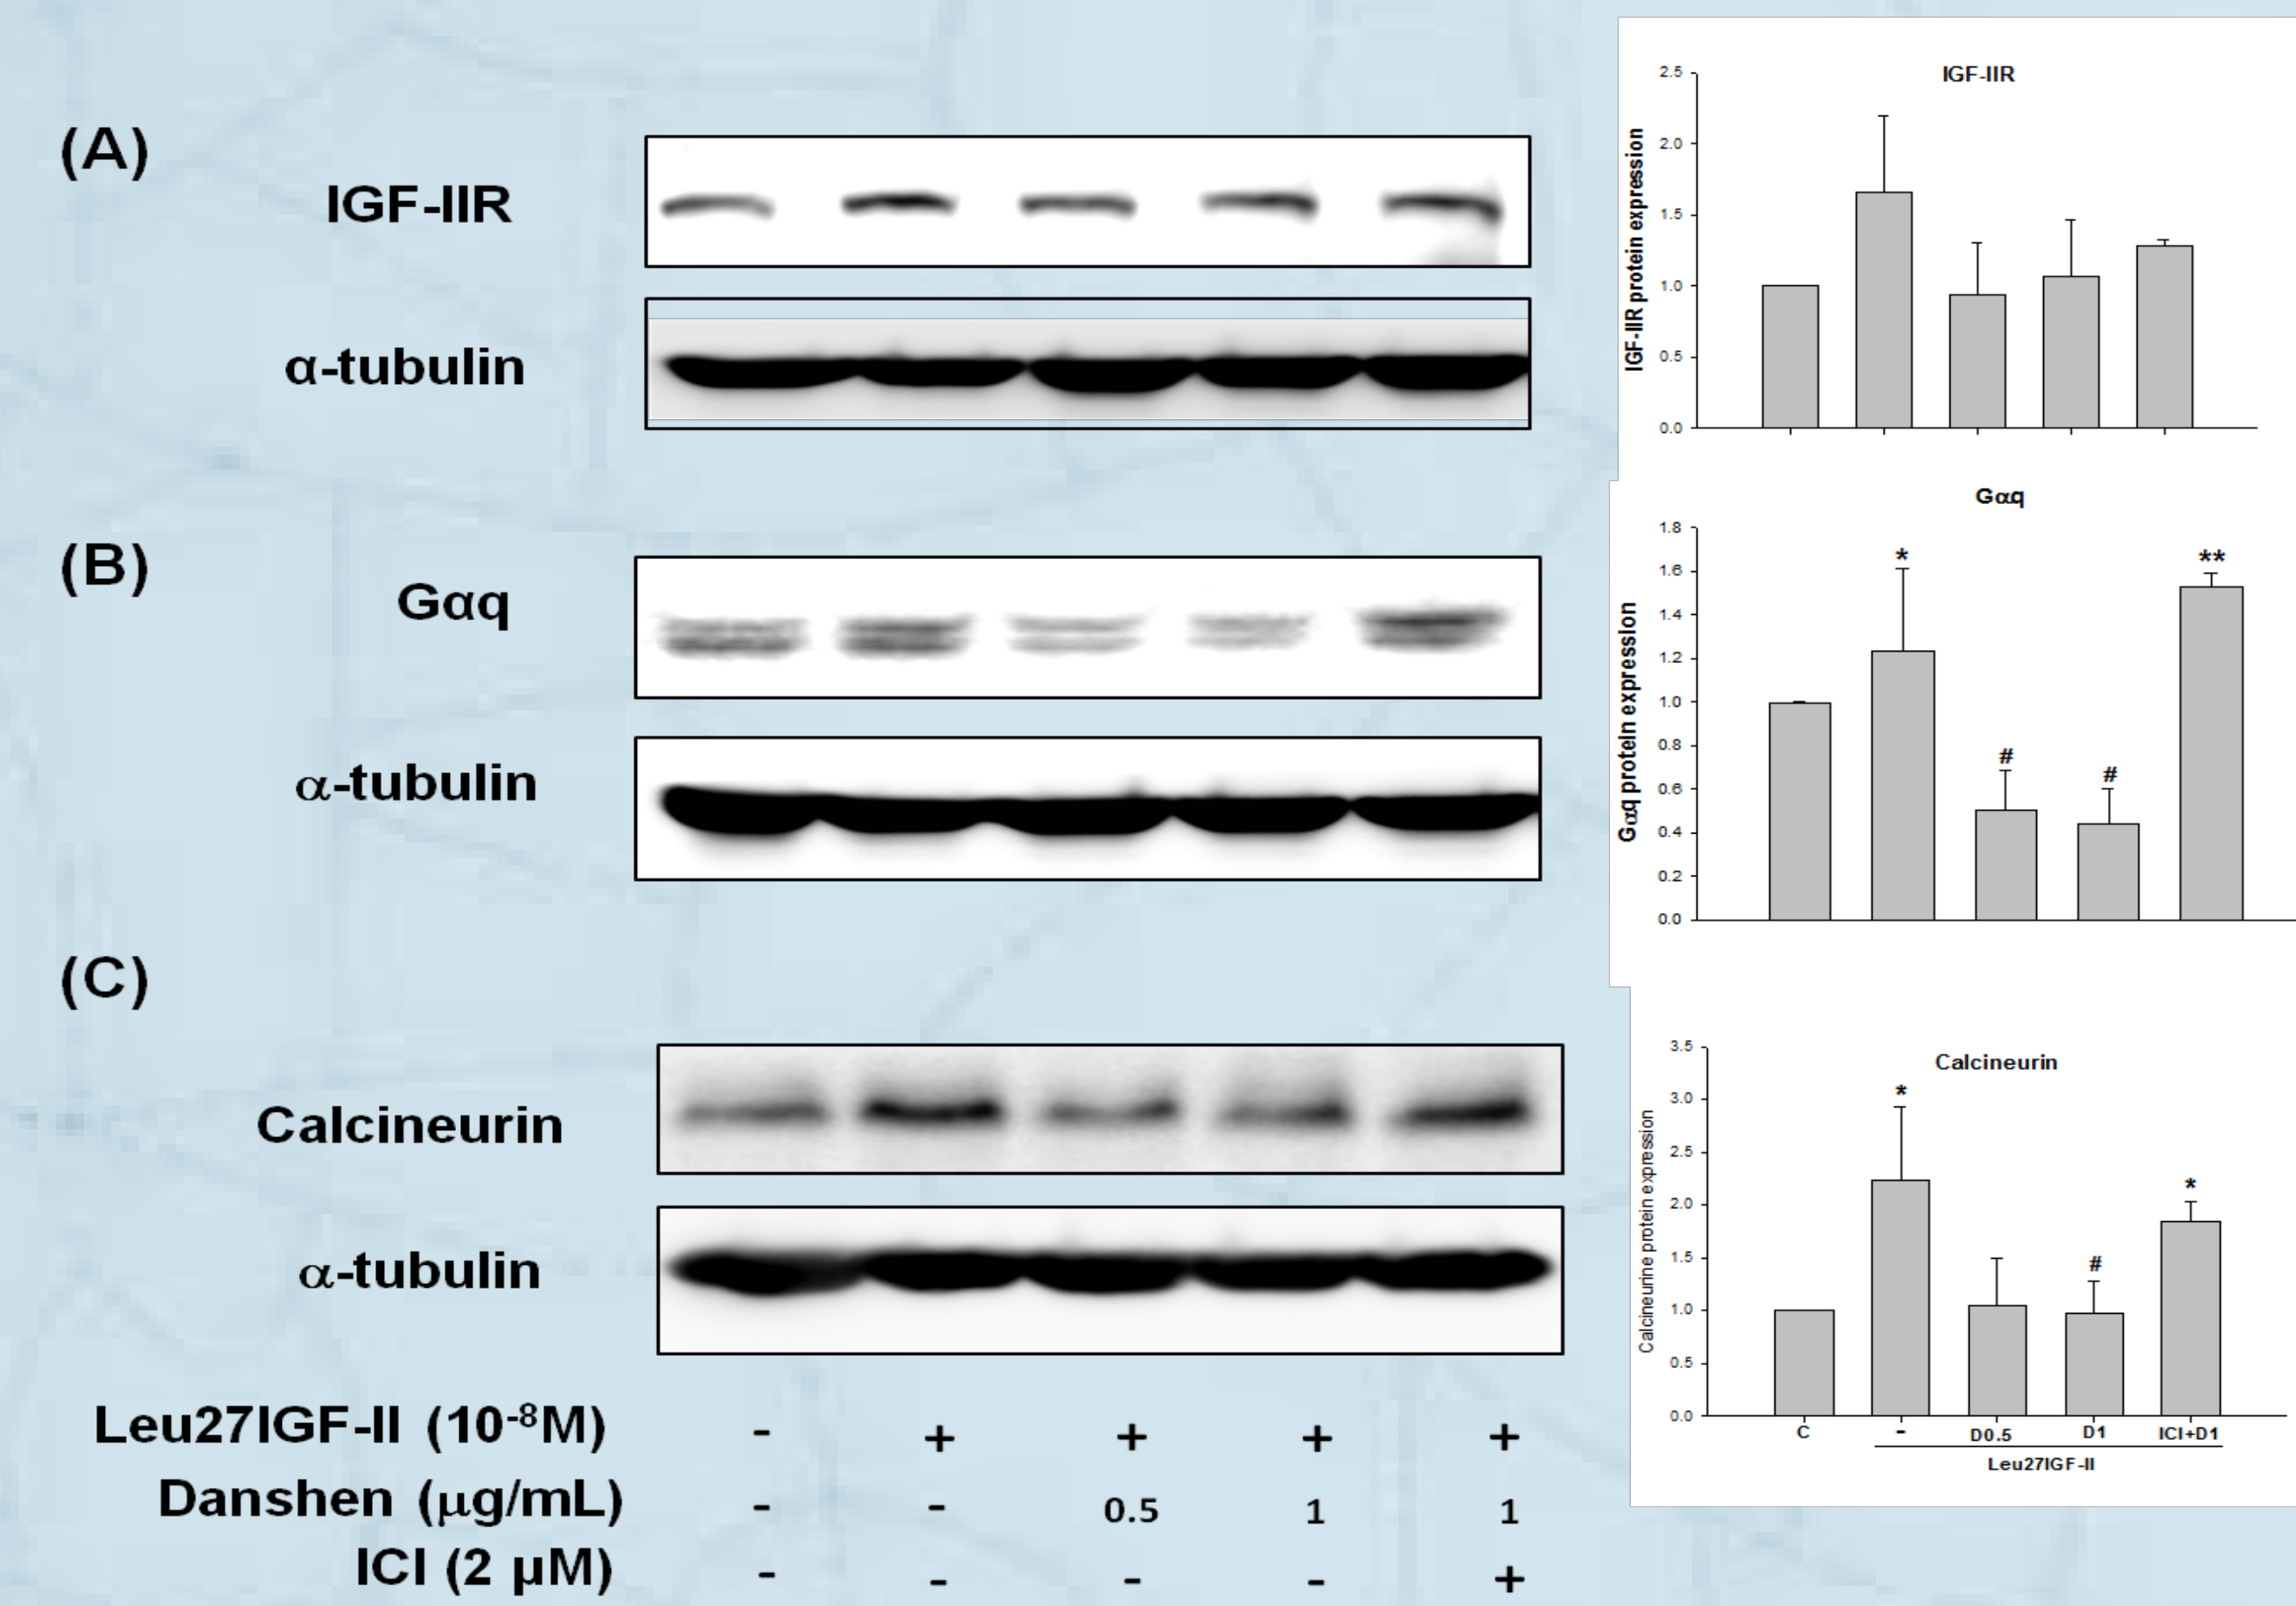 (A)
IGF-IIR
α-tubulin
(B)
Gαq
α-tubulin
(C)
Calcineurin
α-tubulin
Leu27IGF-II (10⁻⁸M) - + + + +
Danshen (μg/mL) - - 0.5 1 1
ICI (2 μM) - - - - +
IGF-IIR
IGF-IIR protein expression
2.5
2.0
1.5
1.0
0.5
0.0
Gαq
Gαq protein expression
1.8
1.6
1.4
1.2
1.0
0.8
0.6
0.4
0.2
0.0
* # # **
Calcineurin
Calcineurine protein expression
3.5
3.0
2.5
2.0
1.5
1.0
0.5
0.0
* # *
C - D0.5 D1 ICI+D1
Leu27IGF-II